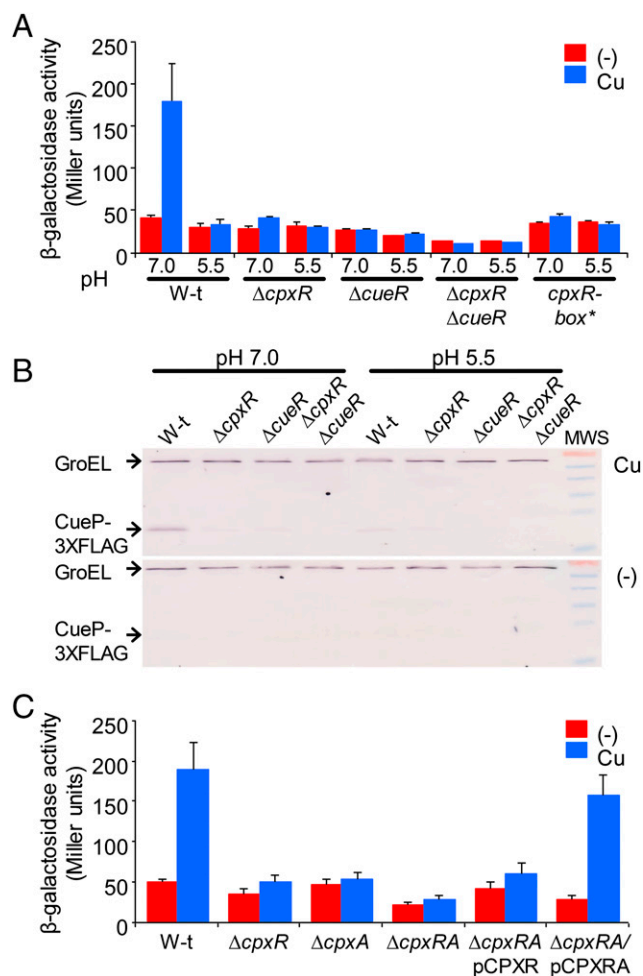 A
β-galactosidase activity
(Miller units)
250
200
150
100
50
0
(-)
Cu
pH
7.0 5.5 7.0 5.5 7.0 5.5 7.0 5.5 7.0 5.5
W-t ΔcpxR ΔcueR ΔcpxR cpxR-
ΔcueR box*
B
pH 7.0 pH 5.5
W-t ΔcpxR ΔcueR ΔcpxR ΔcueR W-t ΔcpxR ΔcueR ΔcpxR ΔcueR MWS
GroEL
Cu
CueP-
3XFLAG
GroEL
(-)
CueP-
3XFLAG
C
β-galactosidase activity
(Miller units)
250
200
150
100
50
0
(-)
Cu
W-t ΔcpxR ΔcpxA ΔcpxRA ΔcpxRA ΔcpxRA/
pCPXR pCPXRA